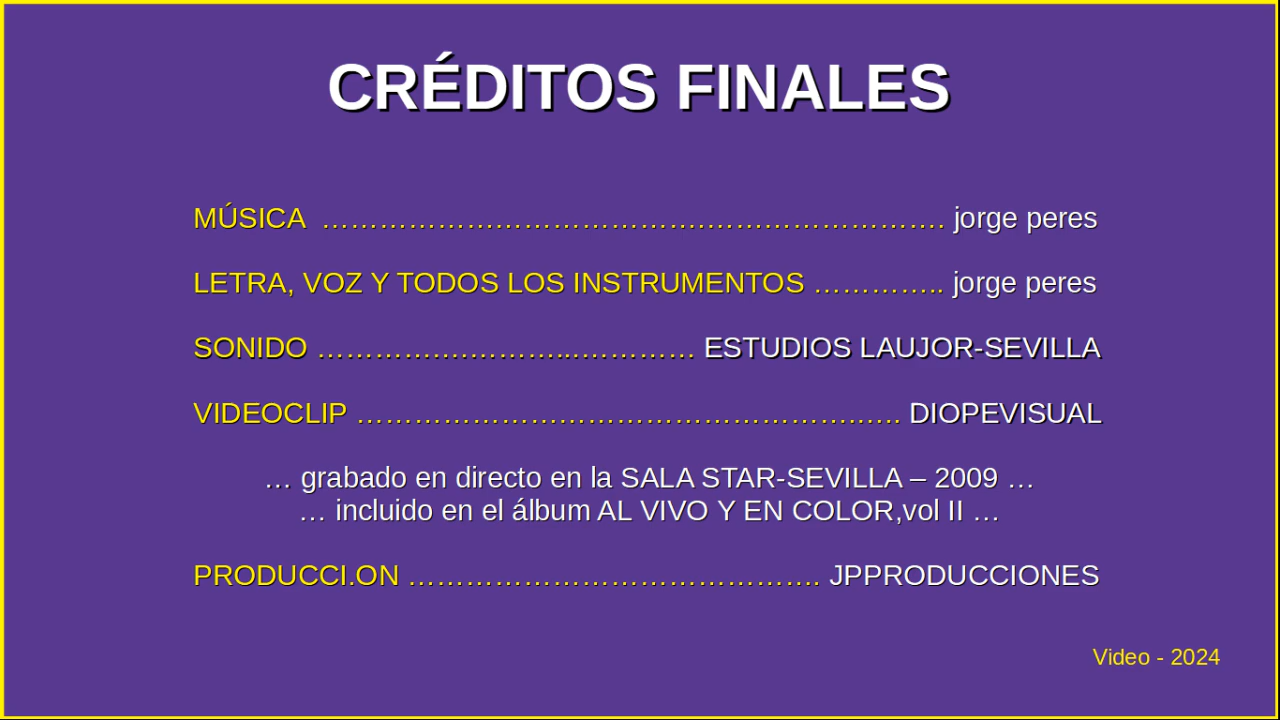 CRÉDITOS FINALES
MÚSICA ……………………………………….……………………. jorge peres
LETRA, VOZ Y TODOS LOS INSTRUMENTOS ………….. jorge peres
SONIDO ………….….………...………… ESTUDIOS LAUJOR-SEVILLA
VIDEOCLIP ……………………………………………..….. DIOPEVISUAL
… grabado en directo en la SALA STAR-SEVILLA – 2009 …
… incluido en el álbum AL VIVO Y EN COLOR,vol II …
PRODUCCI.ON ……………………………………. JPPRODUCCIONES
Video - 2024